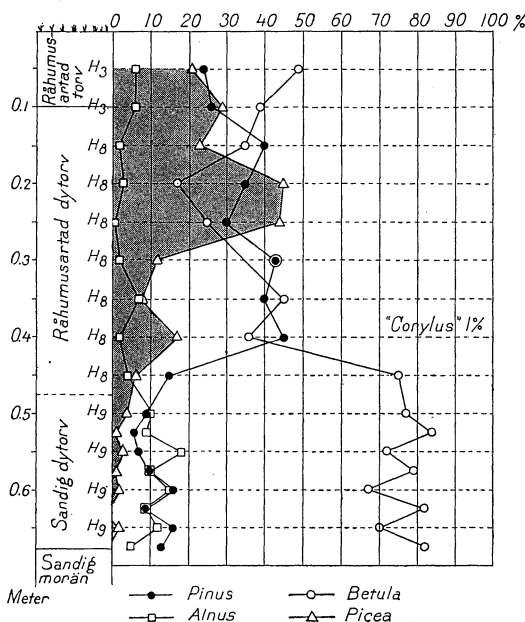 0 10 20 30 40 50 60 70 80 90 100 %
Råhumus
artad
torv
H3
0.1 H3
H8
0.2 H8
H8
Råhumusartad dytorv
0.3 H8
H8
"Corylus" 1%
0.4 H8
H8
0.5 H9
Sandig dytorv
H9
0.6 H9
H9
Sandig
morän
Meter
Pinus
Betula
Alnus
Picea